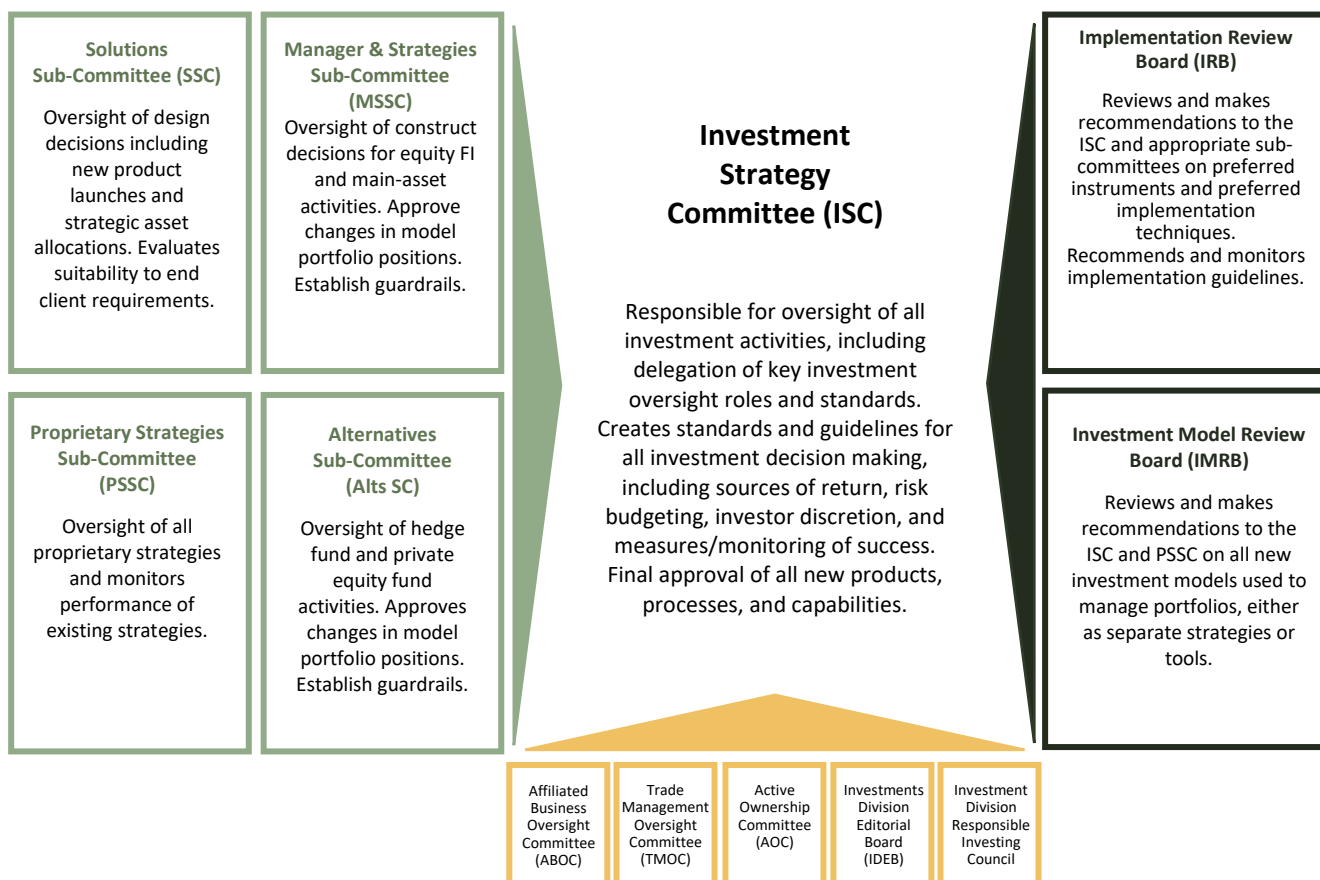 Solutions
Sub-Committee (SSC)
Oversight of design
decisions including
new product
launches and
strategic asset
allocations. Evaluates
suitability to end
client requirements.
Manager & Strategies
Sub-Committee
(MSSC)
Oversight of construct
decisions for equity FI
and main-asset
activities. Approve
changes in model
portfolio positions.
Establish guardrails.
Proprietary Strategies
Sub-Committee
(PSSC)
Oversight of all
proprietary strategies
and monitors
performance of
existing strategies.
Alternatives
Sub-Committee
(Alts SC)
Oversight of hedge
fund and private
equity fund
activities. Approves
changes in model
portfolio positions.
Establish guardrails.
Investment
Strategy
Committee (ISC)
Responsible for oversight of all
investment activities, including
delegation of key investment
oversight roles and standards.
Creates standards and guidelines for
all investment decision making,
including sources of return, risk
budgeting, investor discretion, and
measures/monitoring of success.
Final approval of all new products,
processes, and capabilities.
Implementation Review
Board (IRB)
Reviews and makes
recommendations to the
ISC and appropriate sub-
committees on preferred
instruments and preferred
implementation
techniques.
Recommends and monitors
implementation guidelines.
Investment Model Review
Board (IMRB)
Reviews and makes
recommendations to the
ISC and PSSC on all new
investment models used to
manage portfolios, either
as separate strategies or
tools.
Affiliated
Business
Oversight
Committee
(ABOC)
Trade
Management
Oversight
Committee
(TMOC)
Active
Ownership
Committee
(AOC)
Investments
Division
Editorial
Board
(IDEB)
Investment
Division
Responsible
Investing
Council